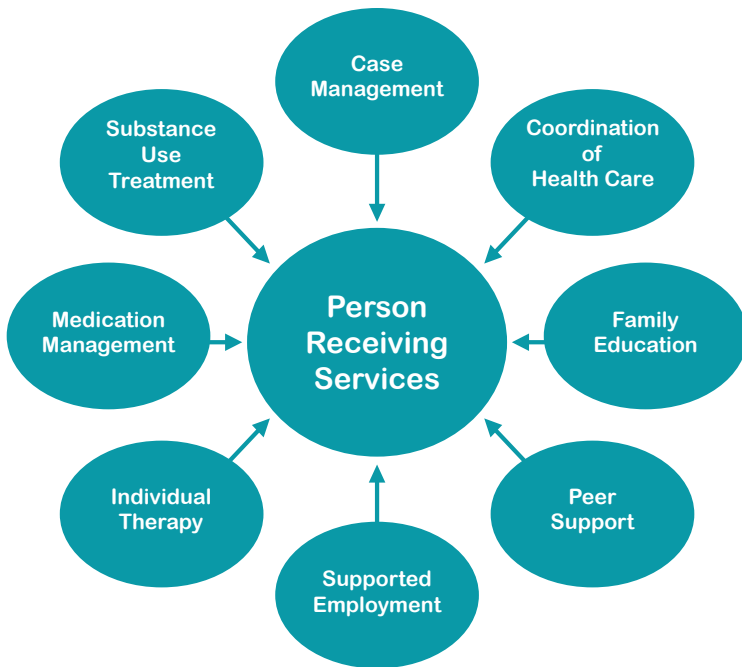 Case
Management
Coordination
of
Health Care
Family
Education
Peer
Support
Supported
Employment
Individual
Therapy
Medication
Management
Substance
Use
Treatment
Person
Receiving
Services